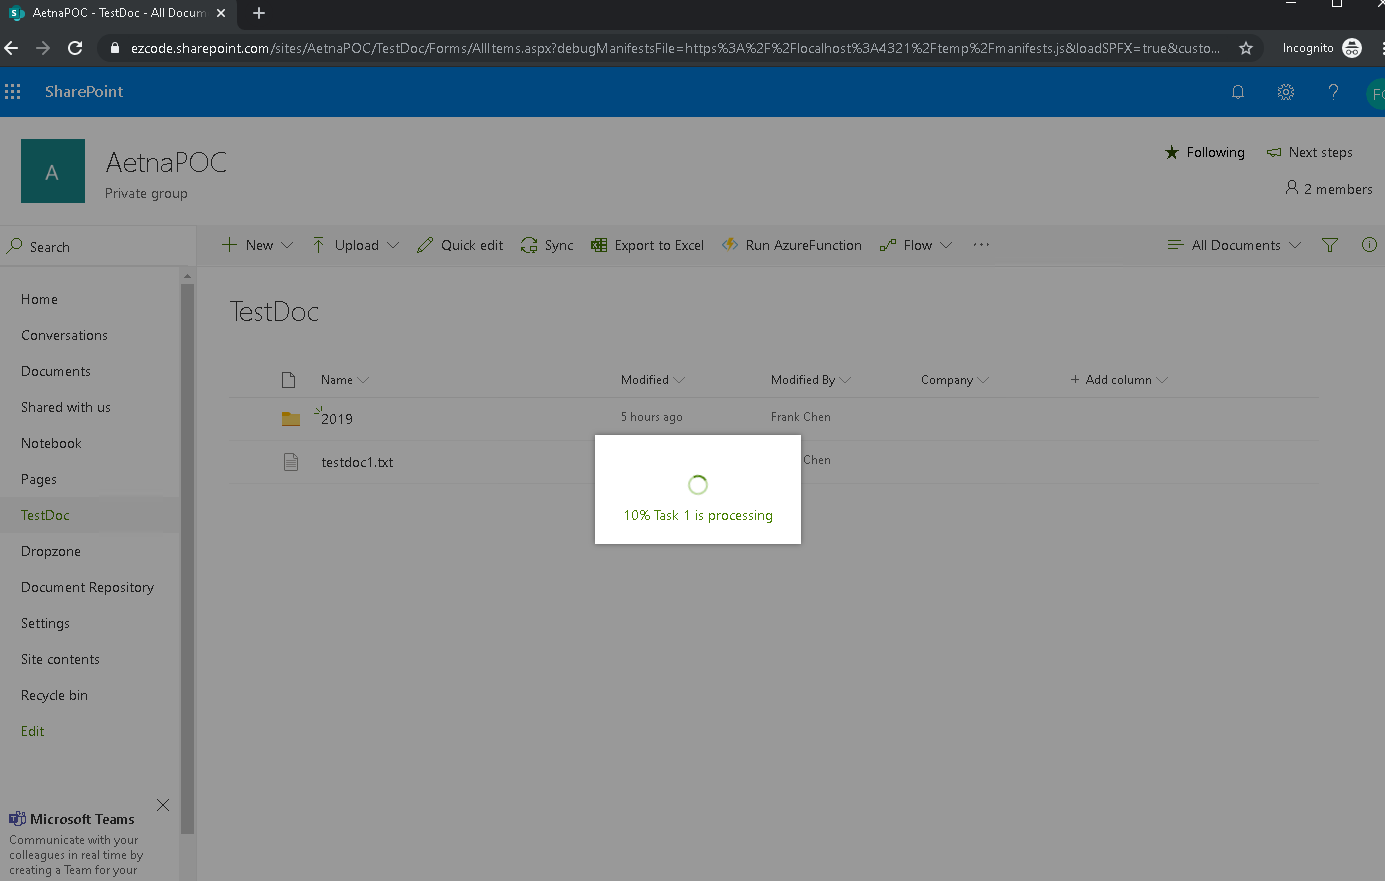 AetnaPOC - TestDoc - All Docum
ezcode.sharepoint.com/sites/AetnaPOC/TestDoc/Forms/AllItems.aspx?debugManifestsFile=https%3A%2F%2Flocalhost%3A4321%2Ftemp%2Fmanifests.js&loadSPFX=true&custo...
Incognito
SharePoint
A
AetnaPOC
Private group
Following
Next steps
2 members
Search
New
Upload
Quick edit
Sync
Export to Excel
Run AzureFunction
Flow
All Documents
Home
Conversations
Documents
Shared with us
Notebook
Pages
TestDoc
Dropzone
Document Repository
Settings
Site contents
Recycle bin
Edit
TestDoc
Name Modified Modified By Company + Add column
2019 5 hours ago Frank Chen
testdoc1.txt Chen
10% Task 1 is processing
Microsoft Teams
Communicate with your
colleagues in real time by
creating a Team for your